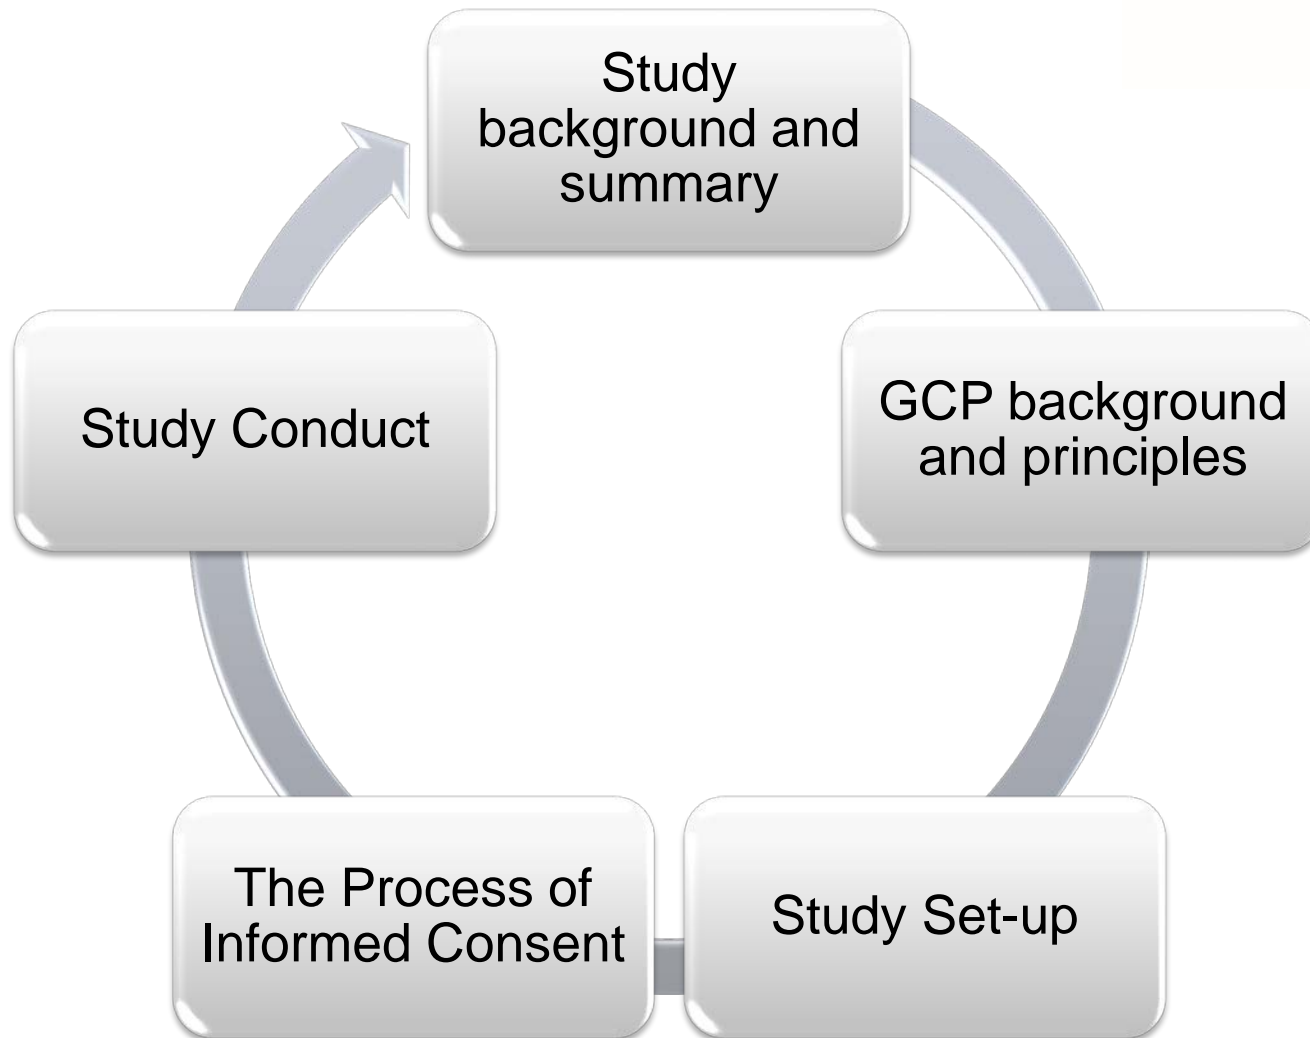 Study
background and
summary
GCP background
and principles
Study Set-up
The Process of
Informed Consent
Study Conduct